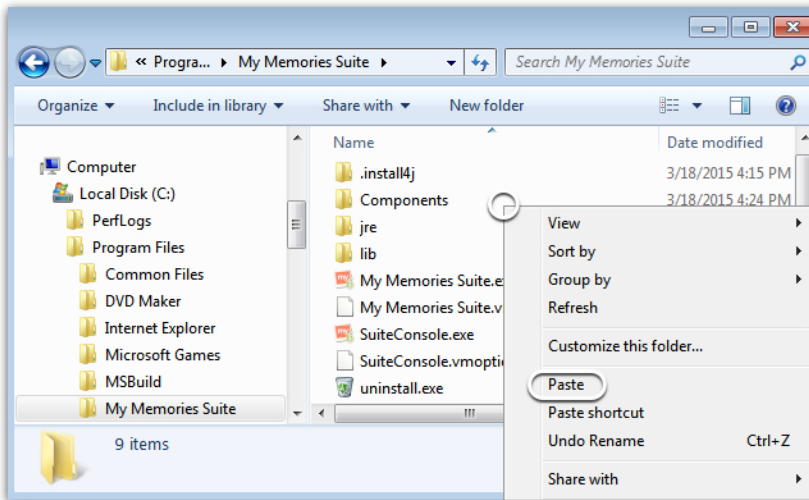 « Progra... ▸ My Memories Suite ▸
Search My Memories Suite
Organize Include in library Share with New folder
Computer
Local Disk (C:)
PerfLogs
Program Files
Common Files
DVD Maker
Internet Explorer
Microsoft Games
MSBuild
My Memories Suite
Name Date modified
.install4j 3/18/2015 4:15 PM
Components 3/18/2015 4:24 PM
jre
lib
My Memories Suite.e
My Memories Suite.v
SuiteConsole.exe
SuiteConsole.vmopti
uninstall.exe
View
Sort by
Group by
Refresh
Customize this folder...
Paste
Paste shortcut
Undo Rename Ctrl+Z
Share with
9 items